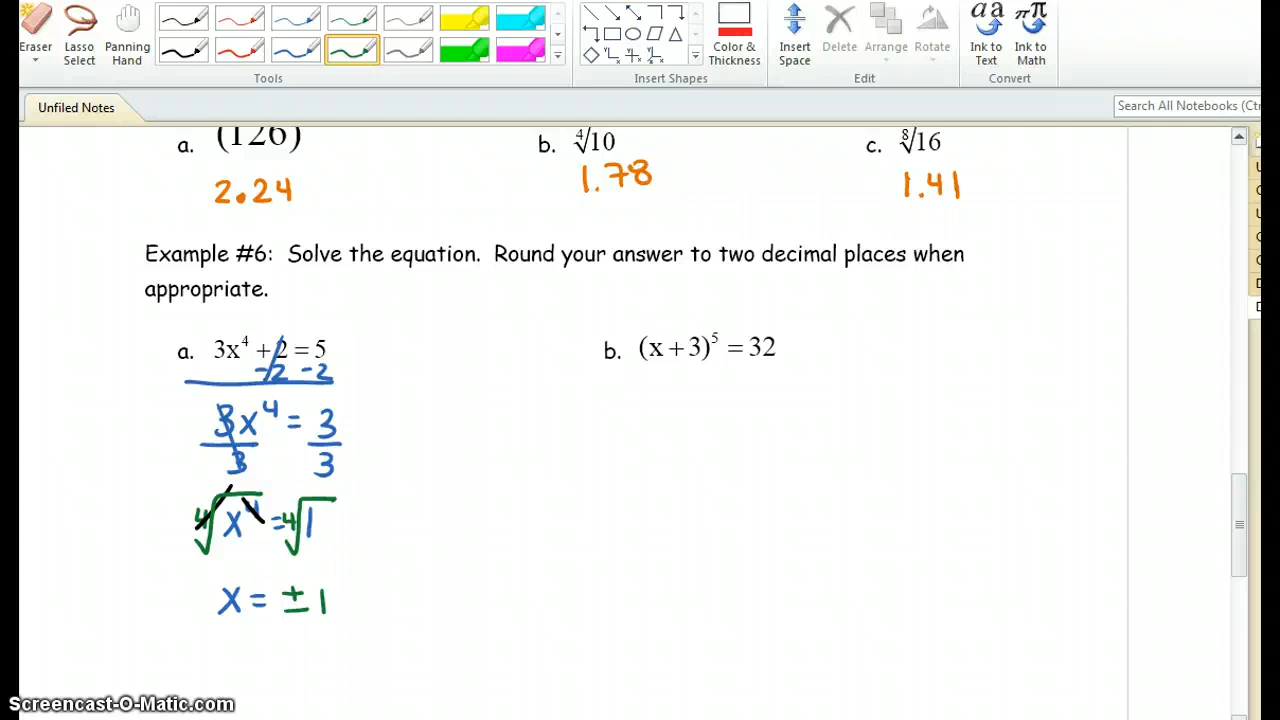 Eraser
Lasso Select
Panning Hand
Color & Thickness
Insert Space
Delete
Arrange
Rotate
aa
Ink to Text
π
Ink to Math
Tools
Insert Shapes
Edit
Convert
Unfiled Notes
Search All Notebooks (Ctr
a. (126)
b. ∜10
c. ⁸√16
2.24
1.78
1.41
Example #6: Solve the equation. Round your answer to two decimal places when
appropriate.
a. 3x⁴ + 2 = 5
b. (x + 3)⁵ = 32
-2 -2
3x⁴ = 3
3 3
∜x⁴ = ∜1
x = ±1
Screencast-O-Matic.com